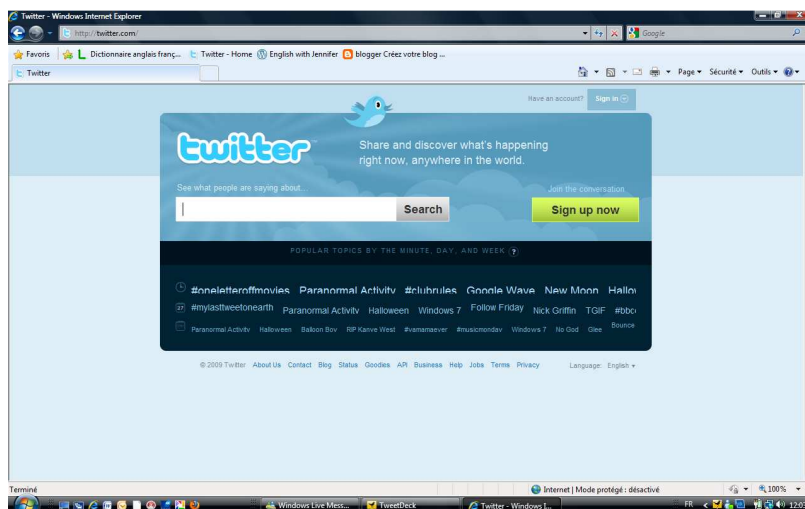 Twitter - Windows Internet Explorer
http://twitter.com/
Google
Favoris Dictionnaire anglais franç... Twitter - Home English with Jennifer blogger Créez votre blog ...
Twitter
Page Sécurité Outils
Have an account? Sign in
twitter
Share and discover what's happening
right now, anywhere in the world.
See what people are saying about...
Join the conversation
Search
Sign up now
POPULAR TOPICS BY THE MINUTE, DAY, AND WEEK ?
#oneletteroffmovies Paranormal Activity #clubrules Google Wave New Moon Hallo
27 #mylasttweetonearth Paranormal Activity Halloween Windows 7 Follow Friday Nick Griffin TGIF #bbc
Paranormal Activity Halloween Balloon Boy RIP Kanye West #vamamaever #musicmonday Windows 7 No God Glee Bounce
© 2009 Twitter About Us Contact Blog Status Goodies API Business Help Jobs Terms Privacy Language: English
Terminé
Internet | Mode protégé : désactivé
100%
Windows Live Mess...
TweetDeck
Twitter - Windows I...
FR